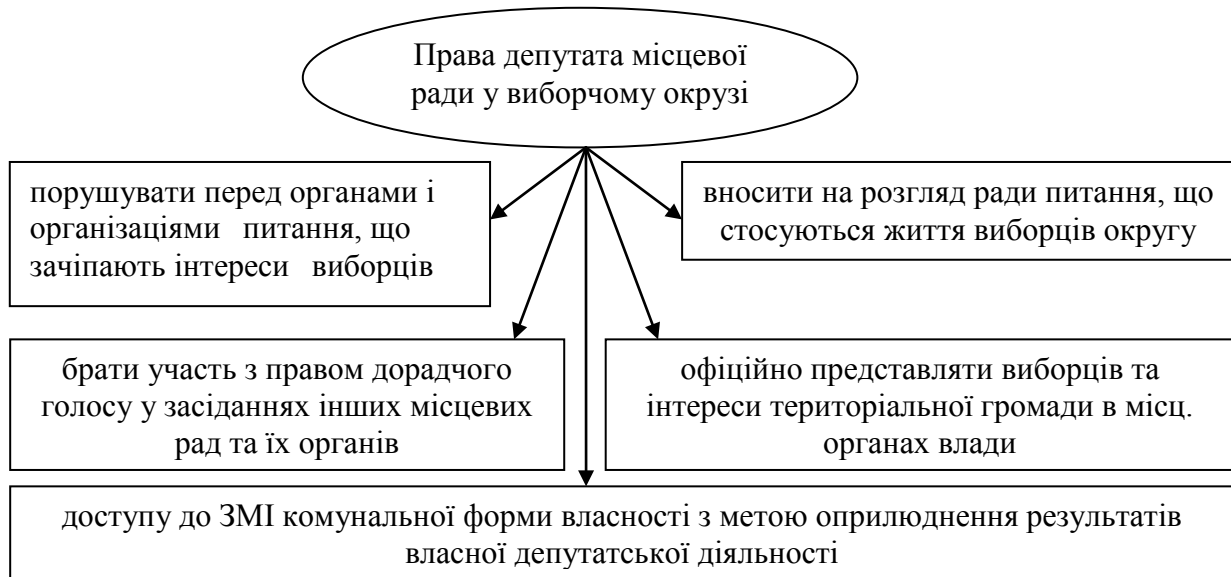 Права депутата місцевої
ради у виборчому окрузі
порушувати перед органами і
організаціями питання, що
зачіпають інтереси виборців
вносити на розгляд ради питання, що
стосуються життя виборців округу
брати участь з правом дорадчого
голосу у засіданнях інших місцевих
рад та їх органів
офіційно представляти виборців та
інтереси територіальної громади в місц.
органах влади
доступу до ЗМІ комунальної форми власності з метою оприлюднення результатів
власної депутатської діяльності